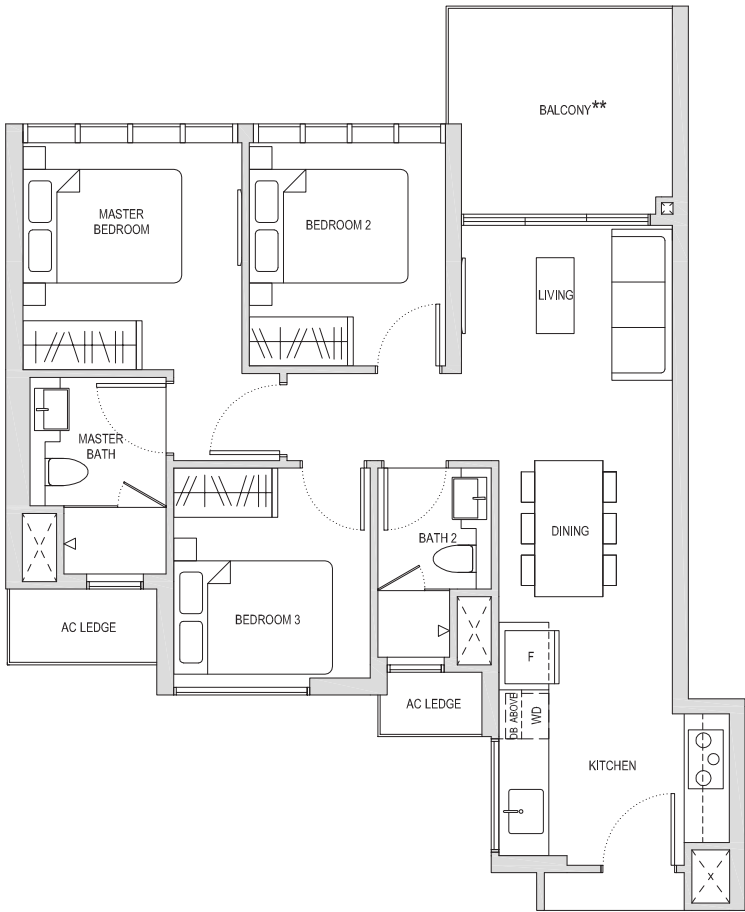 BALCONY**
MASTER
BEDROOM
BEDROOM 2
LIVING
MASTER
BATH
DINING
BATH 2
BEDROOM 3
AC LEDGE
F
AC LEDGE
DB ABOVE
WD
KITCHEN
X